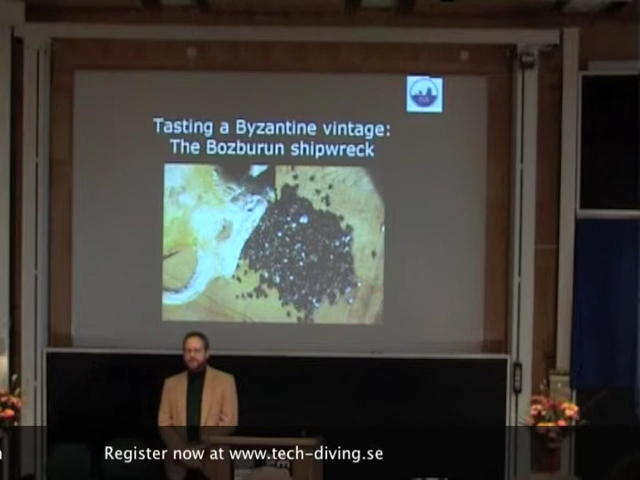 Tasting a Byzantine vintage:
The Bozburun shipwreck
Register now at www.tech-diving.se